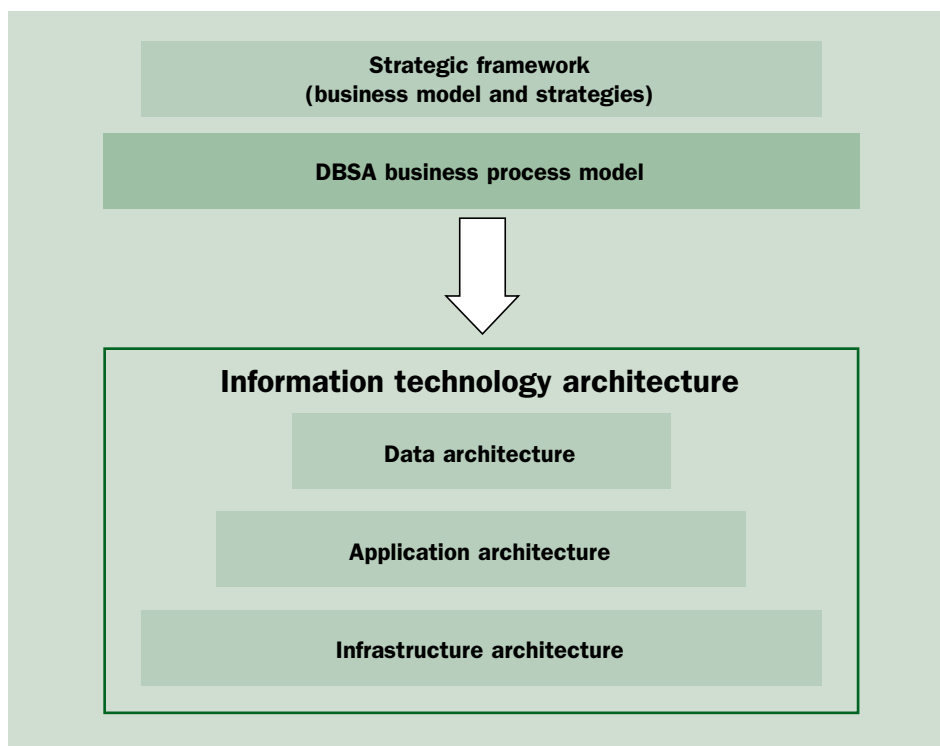 Strategic framework
(business model and strategies)
DBSA business process model
Information technology architecture
Data architecture
Application architecture
Infrastructure architecture